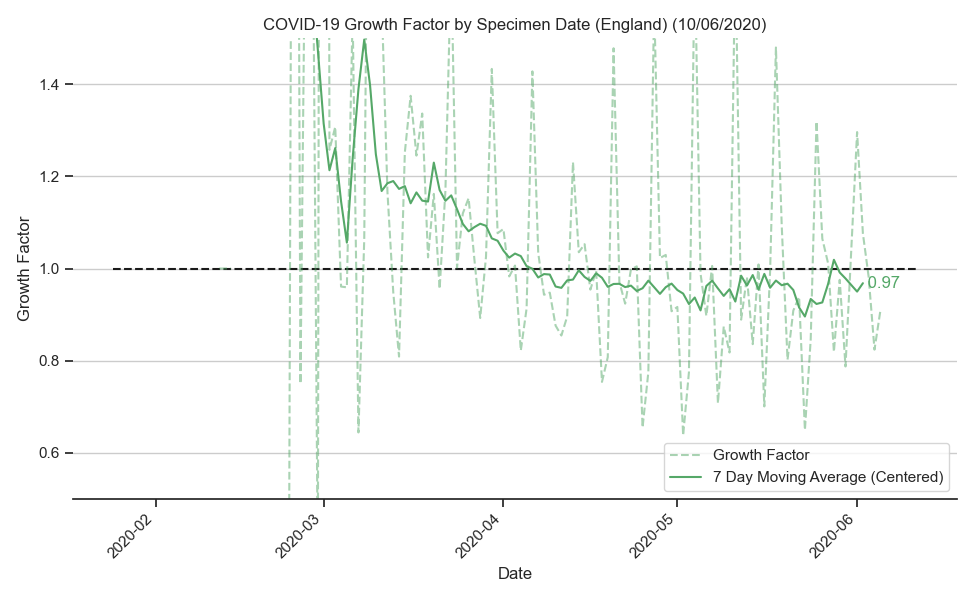 COVID-19 Growth Factor by Specimen Date (England) (10/06/2020)
Growth Factor
1.4
1.2
1.0
0.8
0.6
0.97
Growth Factor
7 Day Moving Average (Centered)
2020-02
2020-03
2020-04
2020-05
2020-06
Date